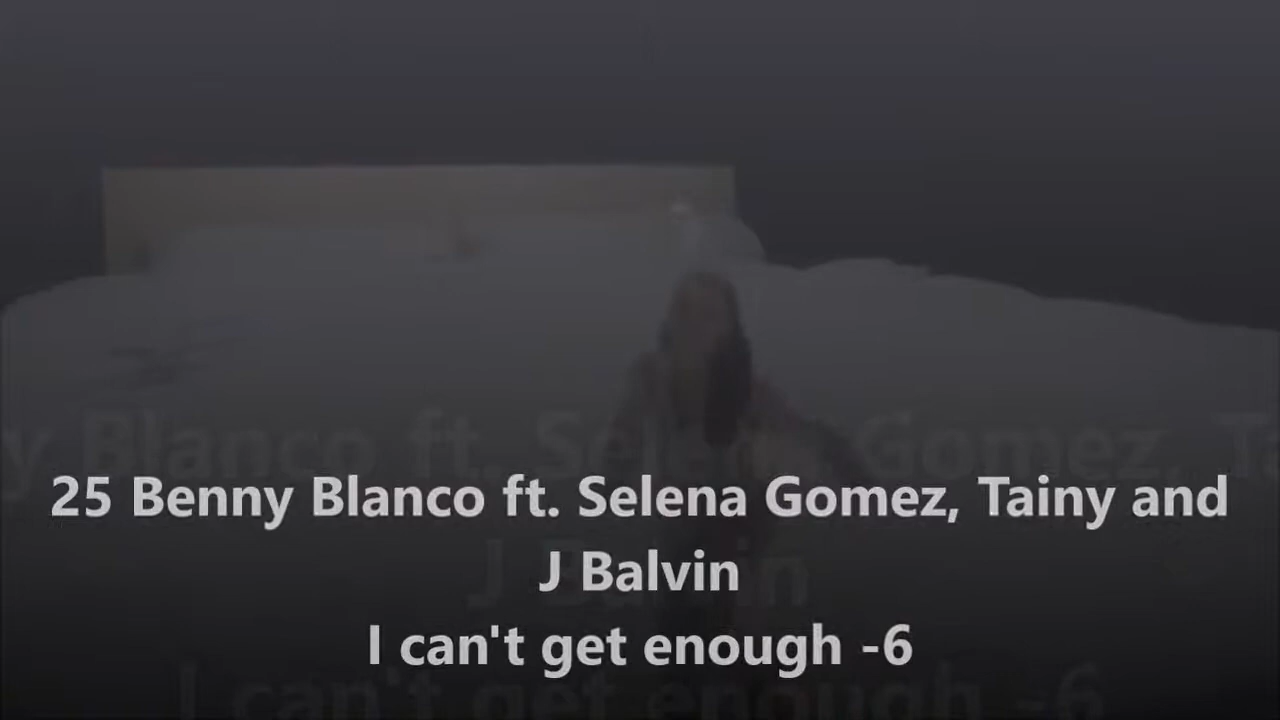 25 Benny Blanco ft. Selena Gomez, Tainy and
J Balvin
I can't get enough -6